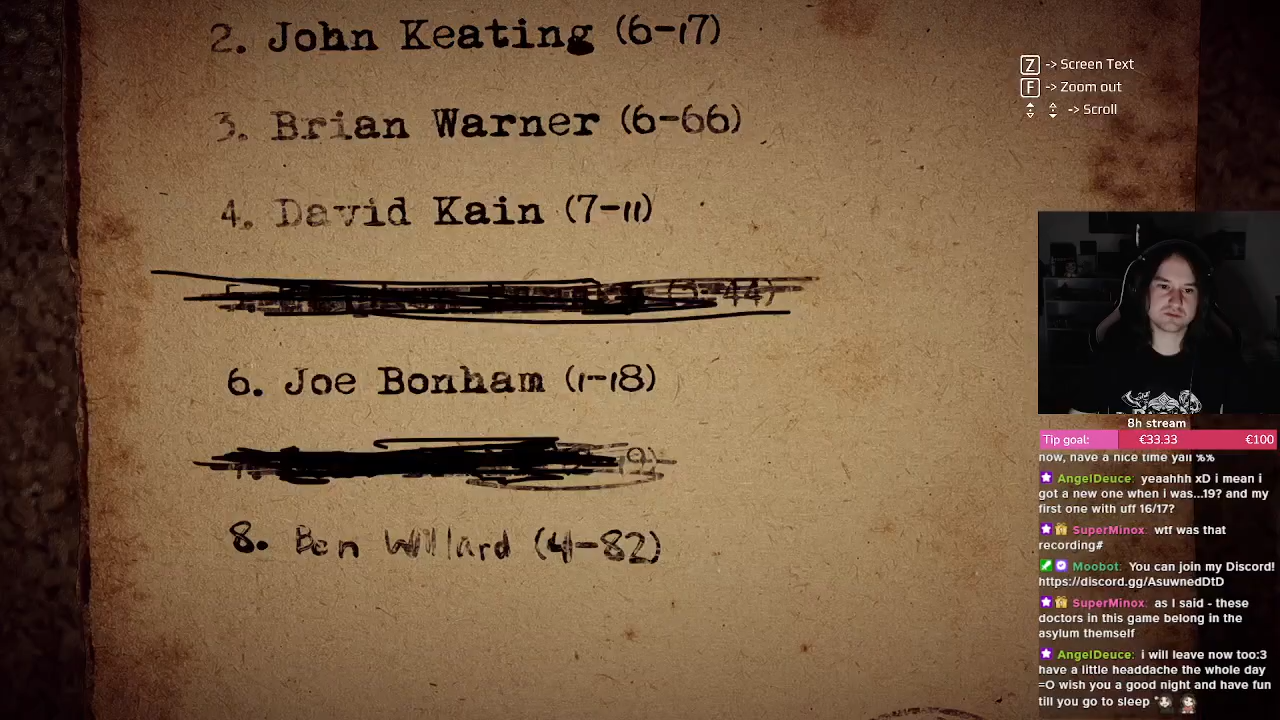 2. John Keating (6-17)
3. Brian Warner (6-66)
4. David Kain (7-11)
44)
6. Joe Bonham (1-18)
9)
8. Ben Willard (41-82)
Z -> Screen Text
F -> Zoom out
-> Scroll
8h stream
Tip goal: €33.33 €100
now, have a nice time yall %%
AngelDeuce: yeaahhh xD i mean i
got a new one when i was...19? and my
first one with uff 16/17?
SuperMinox: wtf was that
recording#
Moobot: You can join my Discord!
https://discord.gg/AsuwnedDtD
SuperMinox: as I said - these
doctors in this game belong in the
asylum themself
AngelDeuce: i will leave now too:3
have a little headdache the whole day
=O wish you a good night and have fun
till you go to sleep